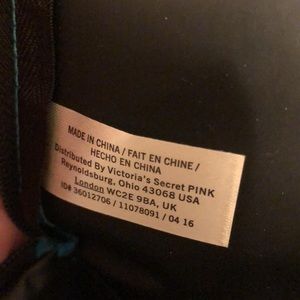 MADE IN CHINA / FAIT EN CHINE /
HECHO EN CHINA
Distributed By Victoria's Secret PINK
Reynoldsburg, Ohio 43068 USA
London WC2E 9BA, UK
ID# 36012706 / 11078091 / 04 16